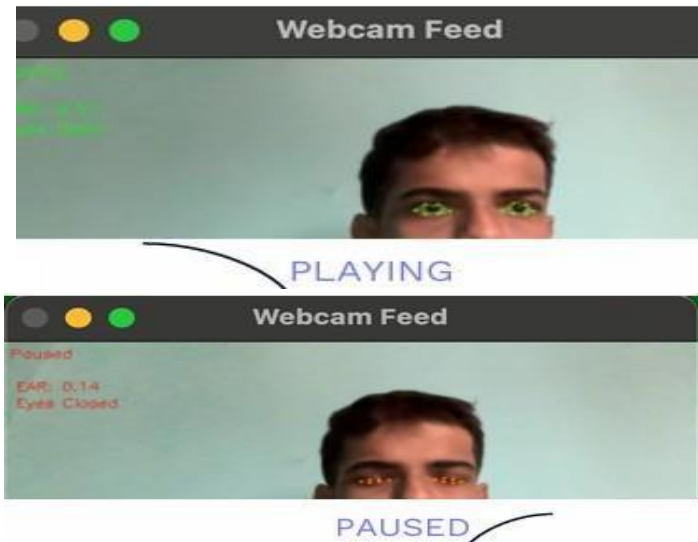 Webcam Feed
PLAYING
Webcam Feed
Paused
EAR: 0.14
Eyes Closed
PAUSED